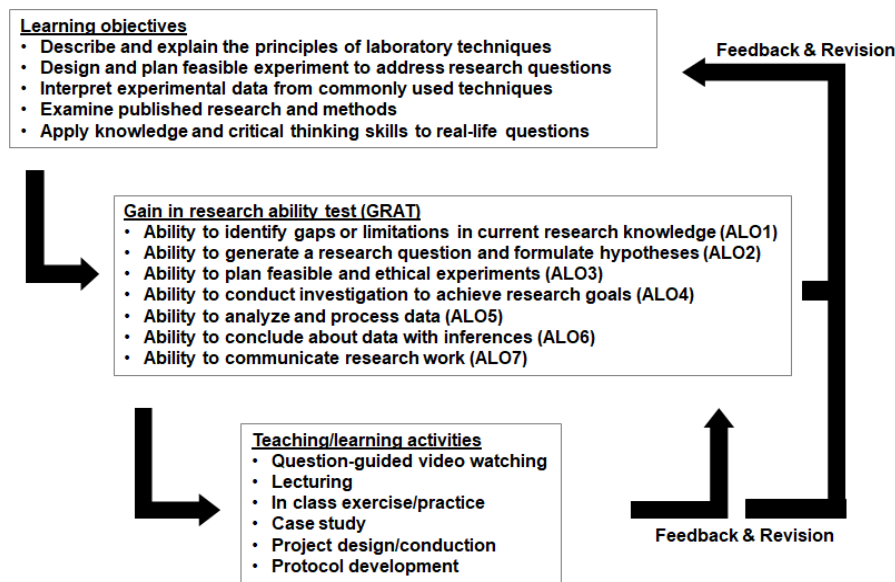 Learning objectives
• Describe and explain the principles of laboratory techniques
• Design and plan feasible experiment to address research questions
• Interpret experimental data from commonly used techniques
• Examine published research and methods
• Apply knowledge and critical thinking skills to real-life questions
Feedback & Revision
Gain in research ability test (GRAT)
• Ability to identify gaps or limitations in current research knowledge (ALO1)
• Ability to generate a research question and formulate hypotheses (ALO2)
• Ability to plan feasible and ethical experiments (ALO3)
• Ability to conduct investigation to achieve research goals (ALO4)
• Ability to analyze and process data (ALO5)
• Ability to conclude about data with inferences (ALO6)
• Ability to communicate research work (ALO7)
Teaching/learning activities
• Question-guided video watching
• Lecturing
• In class exercise/practice
• Case study
• Project design/conduction
• Protocol development
Feedback & Revision